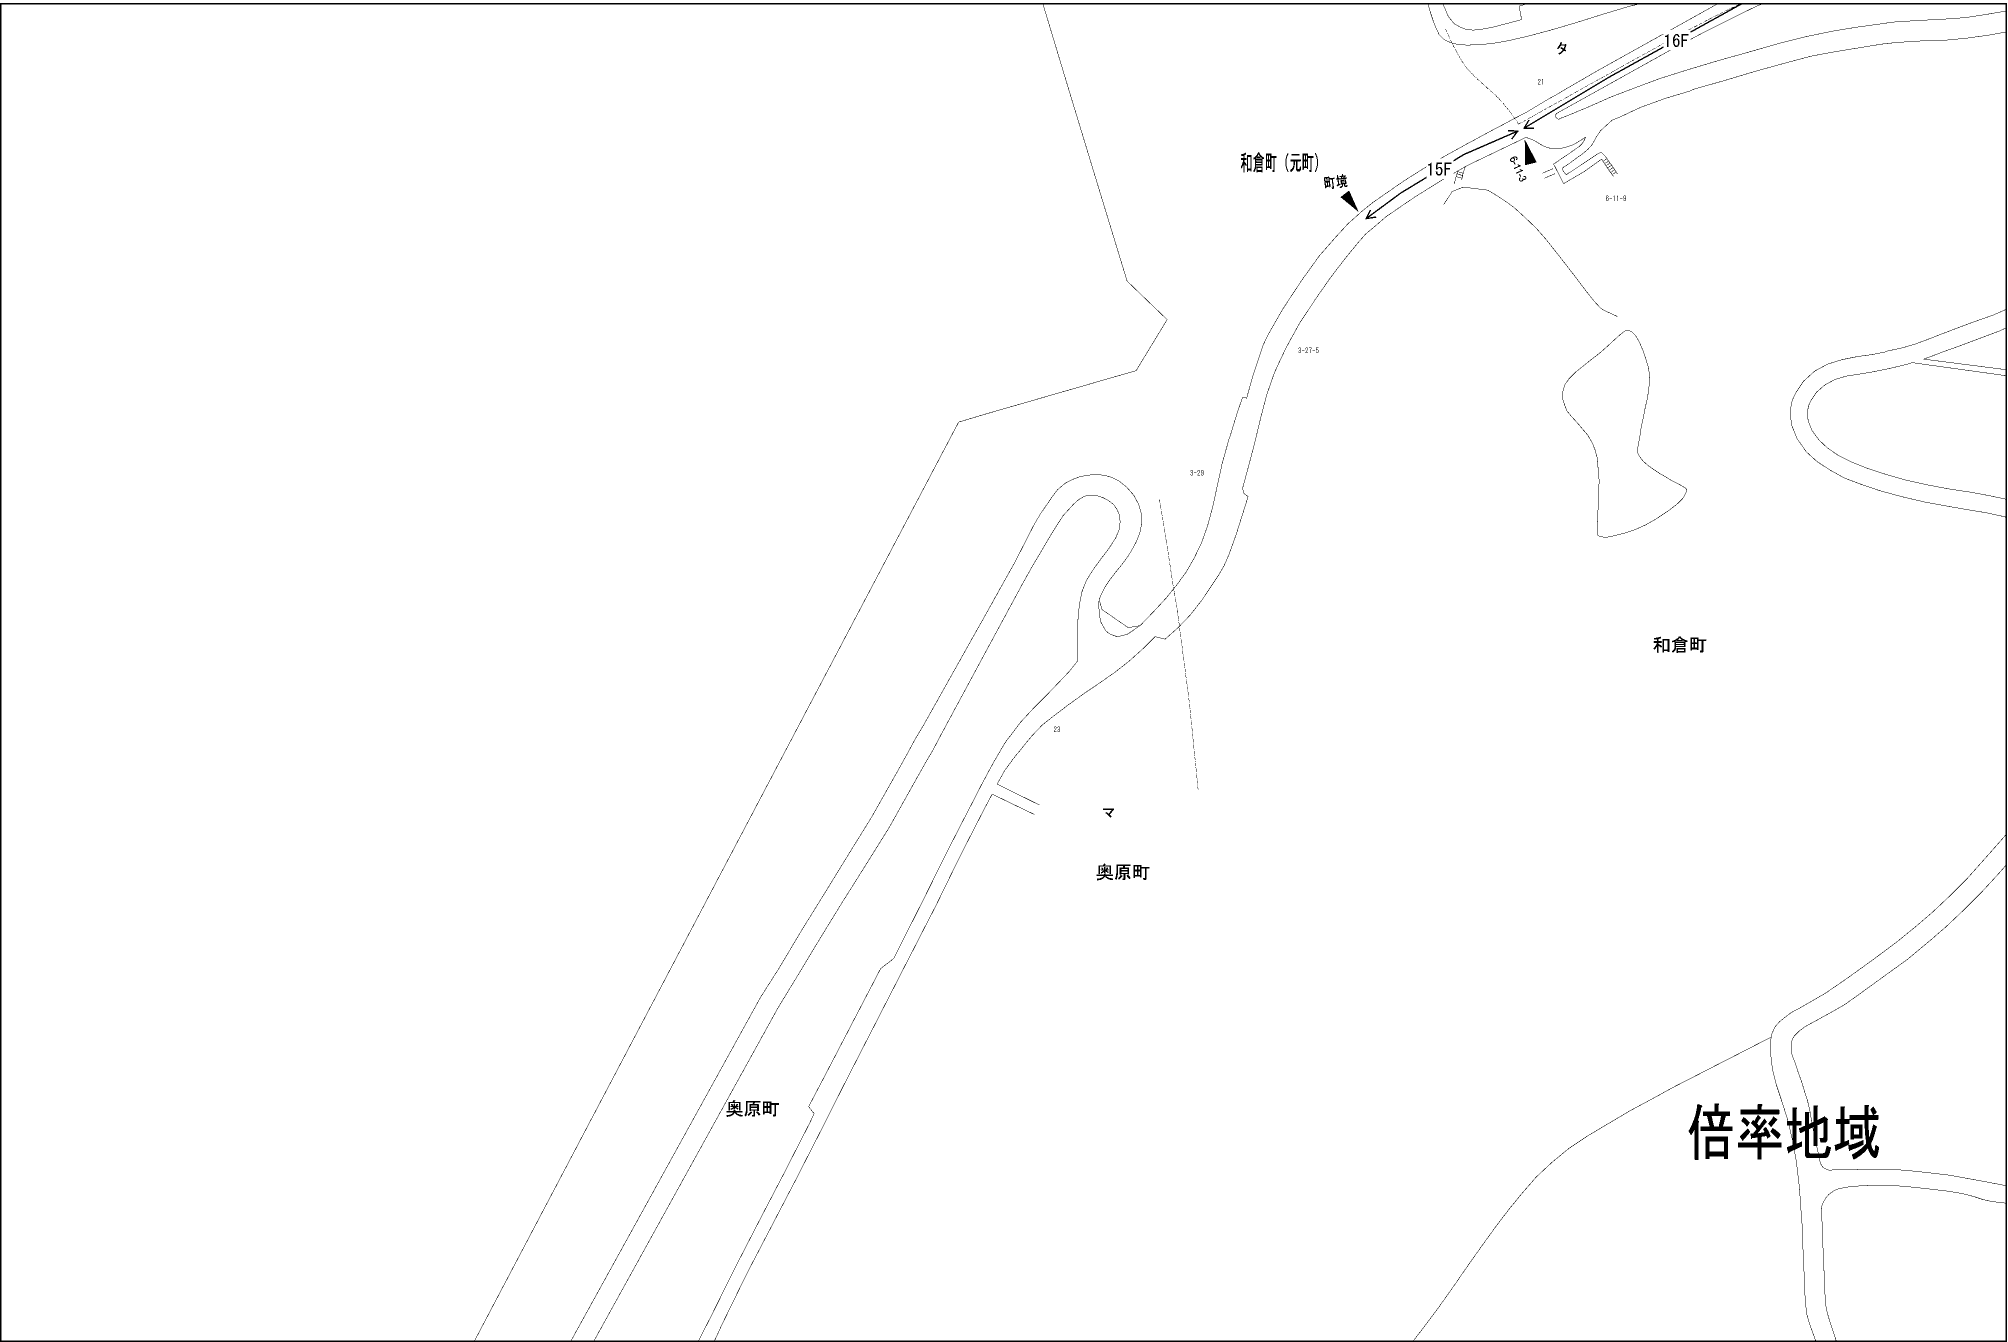 16F
タ
21
和倉町（元町）
15F
町境
6-11-3
6-11-9
3-27-5
3-29
和倉町
23
マ
奥原町
奥原町
倍率地域